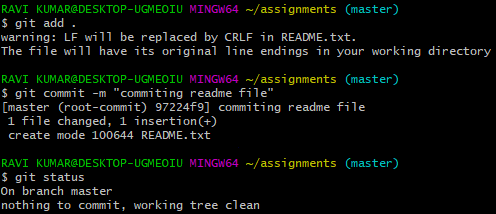 RAVI KUMAR@DESKTOP-UGMEOIU MINGW64 ~/assignments (master)
$ git add .
warning: LF will be replaced by CRLF in README.txt.
The file will have its original line endings in your working directory
RAVI KUMAR@DESKTOP-UGMEOIU MINGW64 ~/assignments (master)
$ git commit -m "commiting readme file"
[master (root-commit) 97224f9] commiting readme file
 1 file changed, 1 insertion(+)
 create mode 100644 README.txt
RAVI KUMAR@DESKTOP-UGMEOIU MINGW64 ~/assignments (master)
$ git status
On branch master
nothing to commit, working tree clean